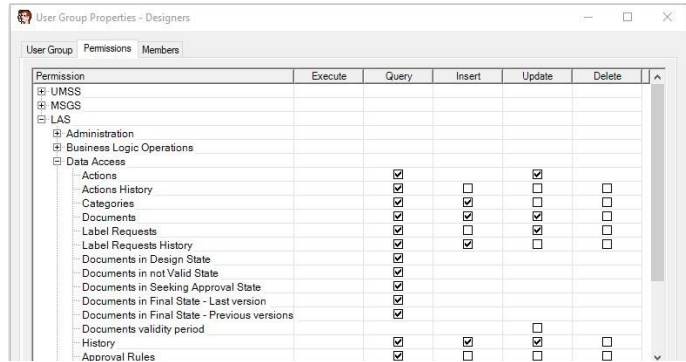 User Group Properties - Designers
User Group Permissions Members
Permission Execute Query Insert Update Delete
UMSS
MSGS
LAS
Administration
Business Logic Operations
Data Access
Actions
Actions History
Categories
Documents
Label Requests
Label Requests History
Documents in Design State
Documents in not Valid State
Documents in Seeking Approval State
Documents in Final State - Last version
Documents in Final State - Previous versions
Documents validity period
History
Approval Rules